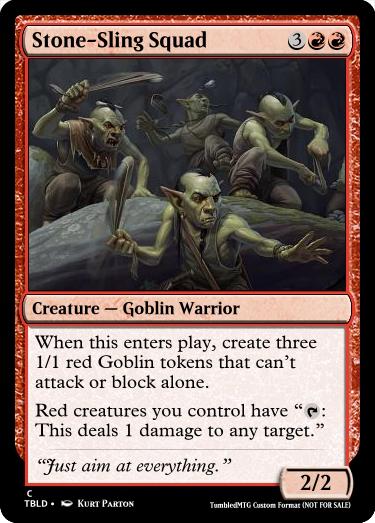 Stone-Sling Squad 3
Creature — Goblin Warrior
When this enters play, create three
1/1 red Goblin tokens that can't
attack or block alone.
Red creatures you control have “:
This deals 1 damage to any target.”
“Just aim at everything.”
2/2
C
TBLD • Kurt Parton
TumbledMTG Custom Format (NOT FOR SALE)